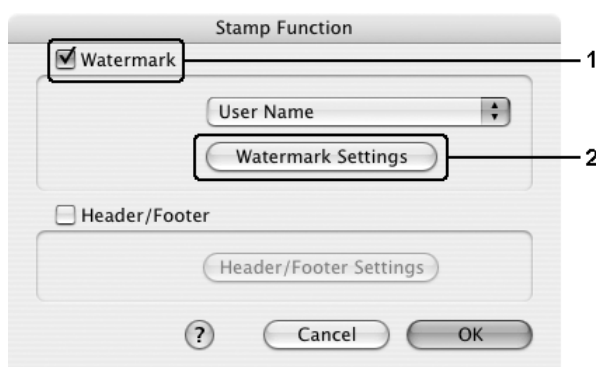 Stamp Function
Watermark
1
User Name
Watermark Settings
2
Header/Footer
Header/Footer Settings
?
Cancel
OK